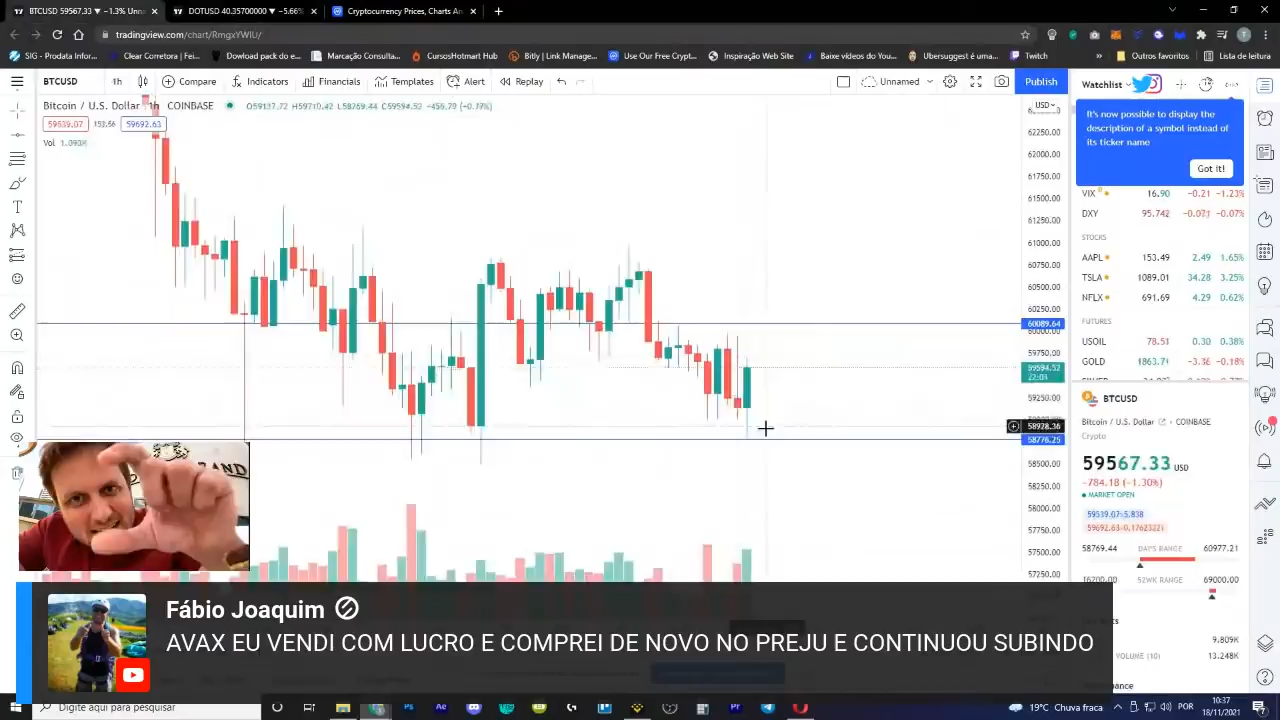 BTCUSD 59567.33 ▼ −1.3% Unna
DOTUSD 40.35700000 ▼ −5.66%
Cryptocurrency Prices, Charts An
tradingview.com/chart/RmgxYWlU/
SIG - Prodata Infor...
Clear Corretora | Fei...
Dowload pack do e...
Marcação Consulta...
CursosHotmart Hub
Bitly | Link Manage...
Use Our Free Crypt...
Inspiração Web Site
Baixe vídeos do You...
Ubersuggest é assi...
Twitch
Outros favoritos
Lista de leitura
BTCUSD
1h
Compare
Indicators
Financials
Templates
Alert
Replay
Unnamed
Publish
Watchlist
Bitcoin / U.S. Dollar
1h
COINBASE
O59137.72 H59710.42 L58769.44 C59594.52
59539.07
59692.63
Vol
USD
62250.00
62000.00
61750.00
61500.00
61250.00
61000.00
60750.00
60500.00
60250.00
60089.64
60000.00
59750.00
59594.52
22:03
59250.00
58928.36
58776.25
58500.00
58250.00
58000.00
57750.00
57500.00
57250.00
It's now possible to display the
description of a symbol instead of
its ticker name
Got it!
VIX 16.90 −0.21 −1.23%
DXY 95.742 −0.071 −0.07%
STOCKS
AAPL 153.49 2.49 1.65%
TSLA 1089.01 34.28 3.25%
NFLX 691.69 4.29 0.62%
FUTURES
USOIL 78.51 0.30 0.38%
GOLD 1863.71 −3.36 −0.18%
BTCUSD
Bitcoin / U.S. Dollar COINBASE
Crypto
59567.33 USD
−784.18 (−1.30%)
MARKET OPEN
58769.44 DAY'S RANGE 60977.21
16200.00 52WK RANGE 69000.00
9.809K
VOLUME (10) 13.248K
Fábio Joaquim
AVAX EU VENDI COM LUCRO E COMPREI DE NOVO NO PREJU E CONTINUOU SUBINDO
Digite aqui para pesquisar
19°C Chuva fraca
POR
10:37
18/11/2021